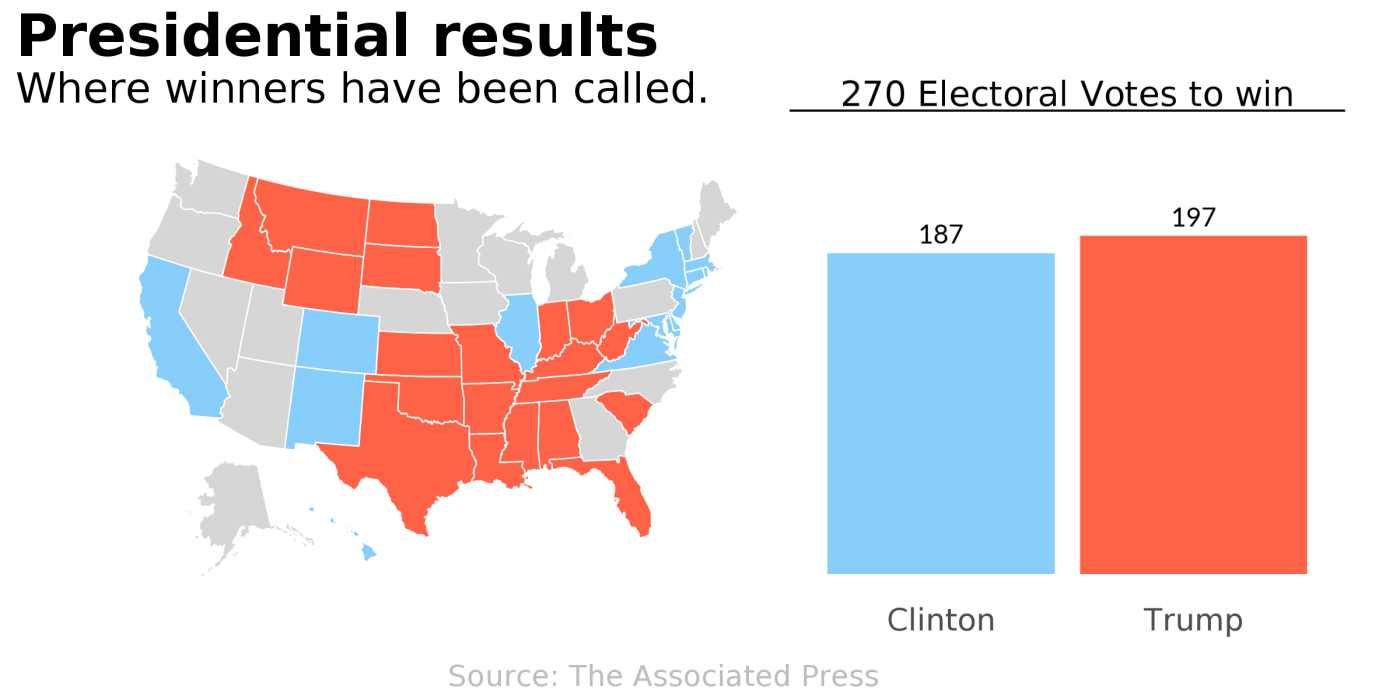 Presidential results
Where winners have been called.
270 Electoral Votes to win
187
197
Clinton
Trump
Source: The Associated Press